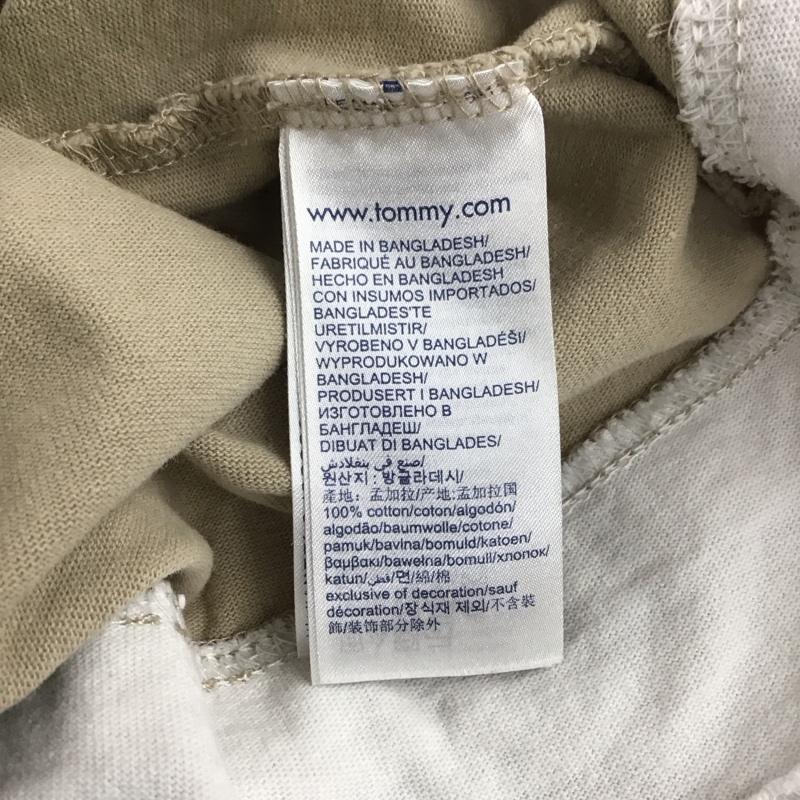 www.tommy.com
MADE IN BANGLADESH/
FABRIQUÉ AU BANGLADESH/
HECHO EN BANGLADESH
CON INSUMOS IMPORTADOS/
BANGLADES'TE
URETILMISTIR/
VYROBENO V BANGLADÉŠI/
WYPRODUKOWANO W
BANGLADESH/
PRODUSERT I BANGLADESH/
ИЗГОТОВЛЕНО В
БАНГЛАДЕШ/
DIBUAT DI BANGLADES/
صنع في بنغلادش/
원산지 : 방글라데시/
產地: 孟加拉/产地:孟加拉国
100% cotton/coton/algodón/
algodão/baumwolle/cotone/
pamuk/bavlna/bomuld/katoen/
βαμβακι/bawełna/bomull/хлопок/
katun/قطن/면/綿/棉
exclusive of decoration/sauf
décoration/장식재 제외/不含裝
飾/装饰部分除外